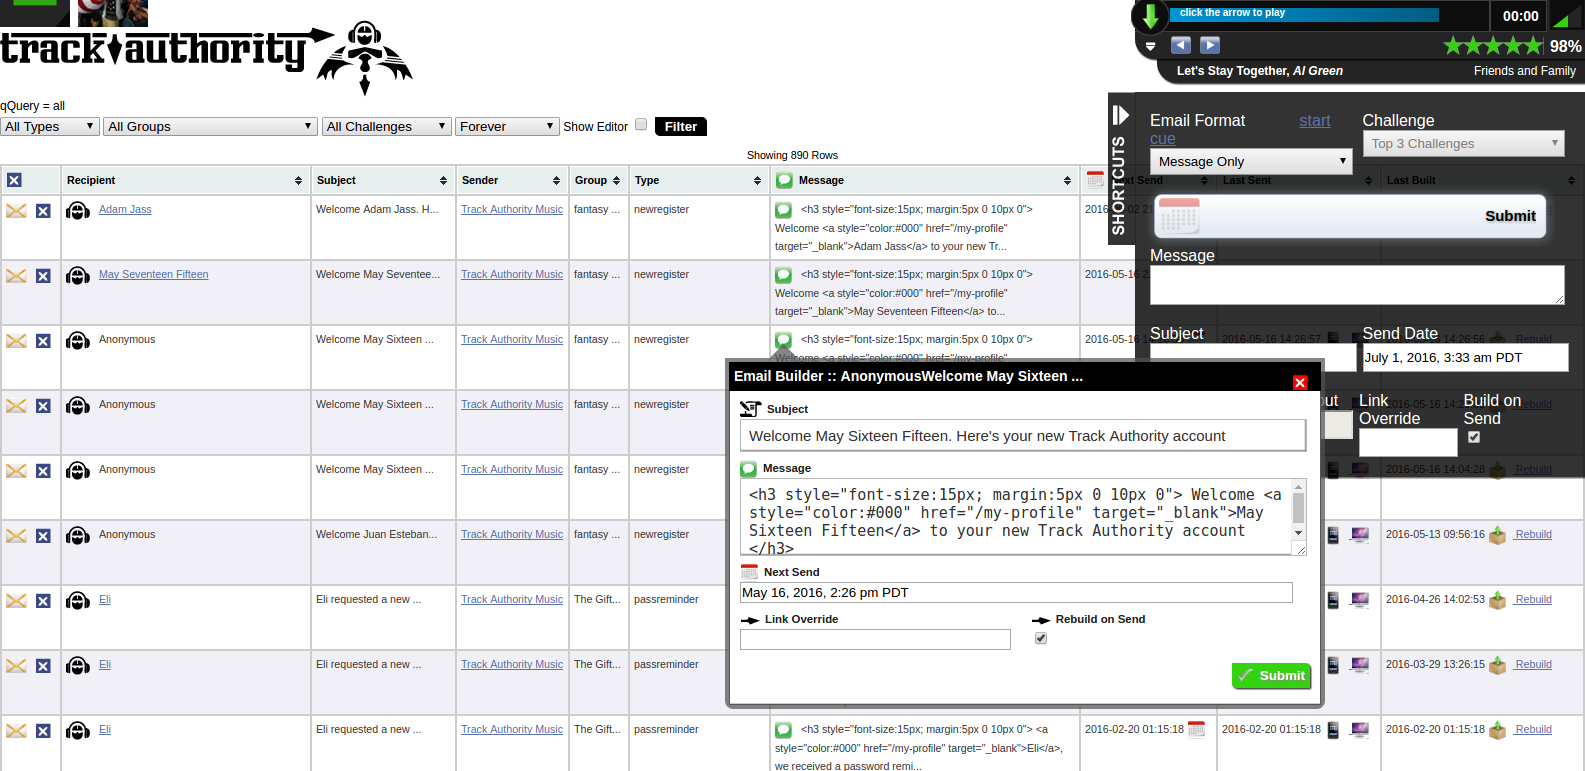 track authority
click the arrow to play
00:00
98%
Let's Stay Together, Al Green
Friends and Family
qQuery = all
All Types
All Groups
All Challenges
Forever
Show Editor
Filter
Showing 890 Rows
SHORTCUTS
Email Format
start
cue
Message Only
Challenge
Top 3 Challenges
Submit
Message
Subject
Send Date
July 1, 2016, 3:33 am PDT
Link
Override
Build on
Send
Recipient Subject Sender Group Type Message Next Send Last Sent Last Built
Adam Jass Welcome Adam Jass. H... Track Authority Music fantasy ... newregister <h3 style="font-size:15px; margin:5px 0 10px 0">
Welcome <a style="color:#000" href="/my-profile"
target="_blank">Adam Jass</a> to your new Tr...
May Seventeen Fifteen Welcome May Seventee... Track Authority Music fantasy ... newregister <h3 style="font-size:15px; margin:5px 0 10px 0"> 2016-05-16
Welcome <a style="color:#000" href="/my-profile"
target="_blank">May Seventeen Fifteen</a> to...
Anonymous Welcome May Sixteen ... Track Authority Music fantasy ... newregister <h3 style="font-size:15px; margin:5px 0 10px 0"> 2016-05-16 2016-05-16 14:26:57 2016-05-16 14:26:56 Rebuild
Welcome <a style="color:#000" href="/my-profile"
Anonymous Welcome May Sixteen ... Track Authority Music fantasy ... newregister
Anonymous Welcome May Sixteen ... Track Authority Music fantasy ... newregister 2016-05-16 14:04:28 Rebuild
Anonymous Welcome Juan Esteban... Track Authority Music fantasy ... newregister 2016-05-13 09:56:16 Rebuild
Eli Eli requested a new ... Track Authority Music The Gift... passreminder 2016-04-26 14:02:53 Rebuild
Eli Eli requested a new ... Track Authority Music The Gift... passreminder 2016-03-29 13:26:15 Rebuild
Eli Eli requested a new ... Track Authority Music The Gift... passreminder <h3 style="font-size:15px; margin:5px 0 10px 0"> <a 2016-02-20 01:15:18 2016-02-20 01:15:18 2016-02-20 01:15:18 Rebuild
style="color:#000" href="/my-profile" target="_blank">Eli</a>,
we received a password remi...
Email Builder :: AnonymousWelcome May Sixteen ...
Subject
Welcome May Sixteen Fifteen. Here's your new Track Authority account
Message
<h3 style="font-size:15px; margin:5px 0 10px 0"> Welcome <a
style="color:#000" href="/my-profile" target="_blank">May
Sixteen Fifteen</a> to your new Track Authority account
</h3>
Next Send
May 16, 2016, 2:26 pm PDT
Link Override
Rebuild on Send
Submit